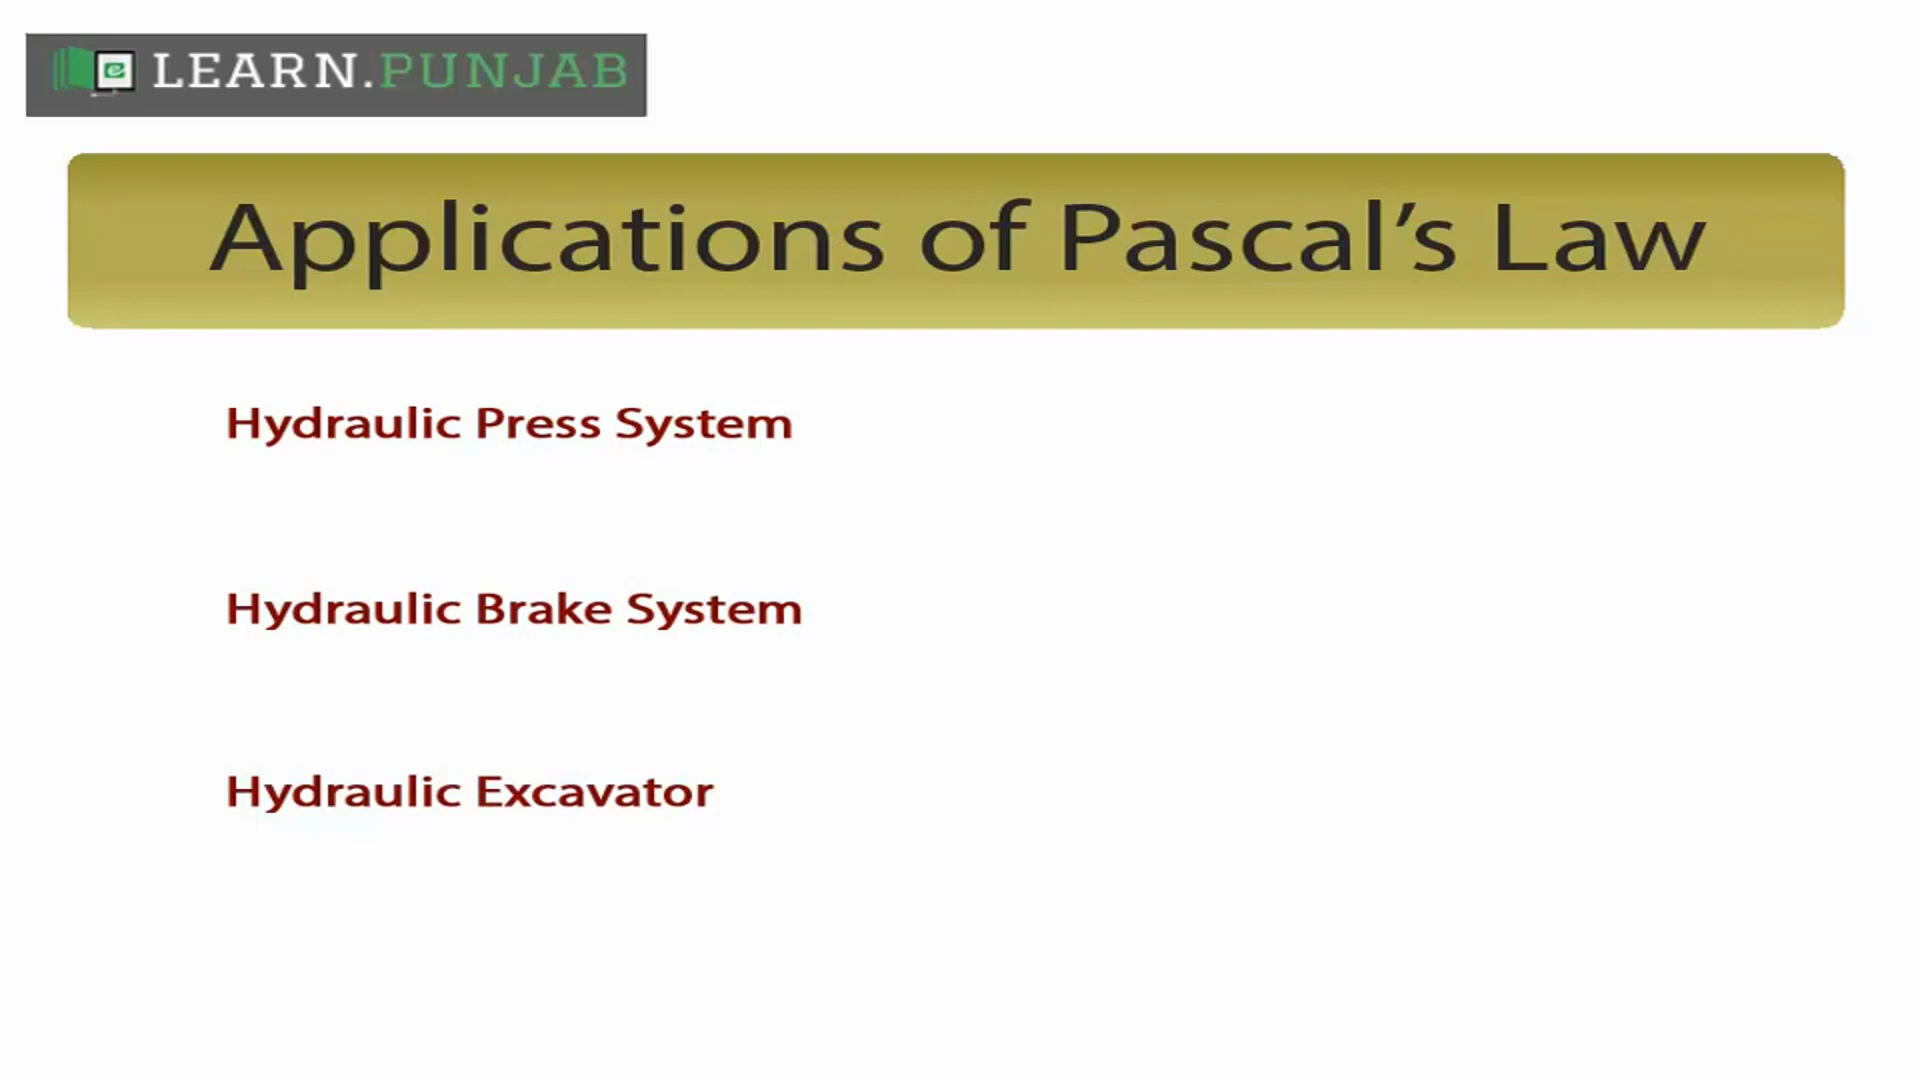 LEARN.PUNJAB
Applications of Pascal’s Law
Hydraulic Press System
Hydraulic Brake System
Hydraulic Excavator